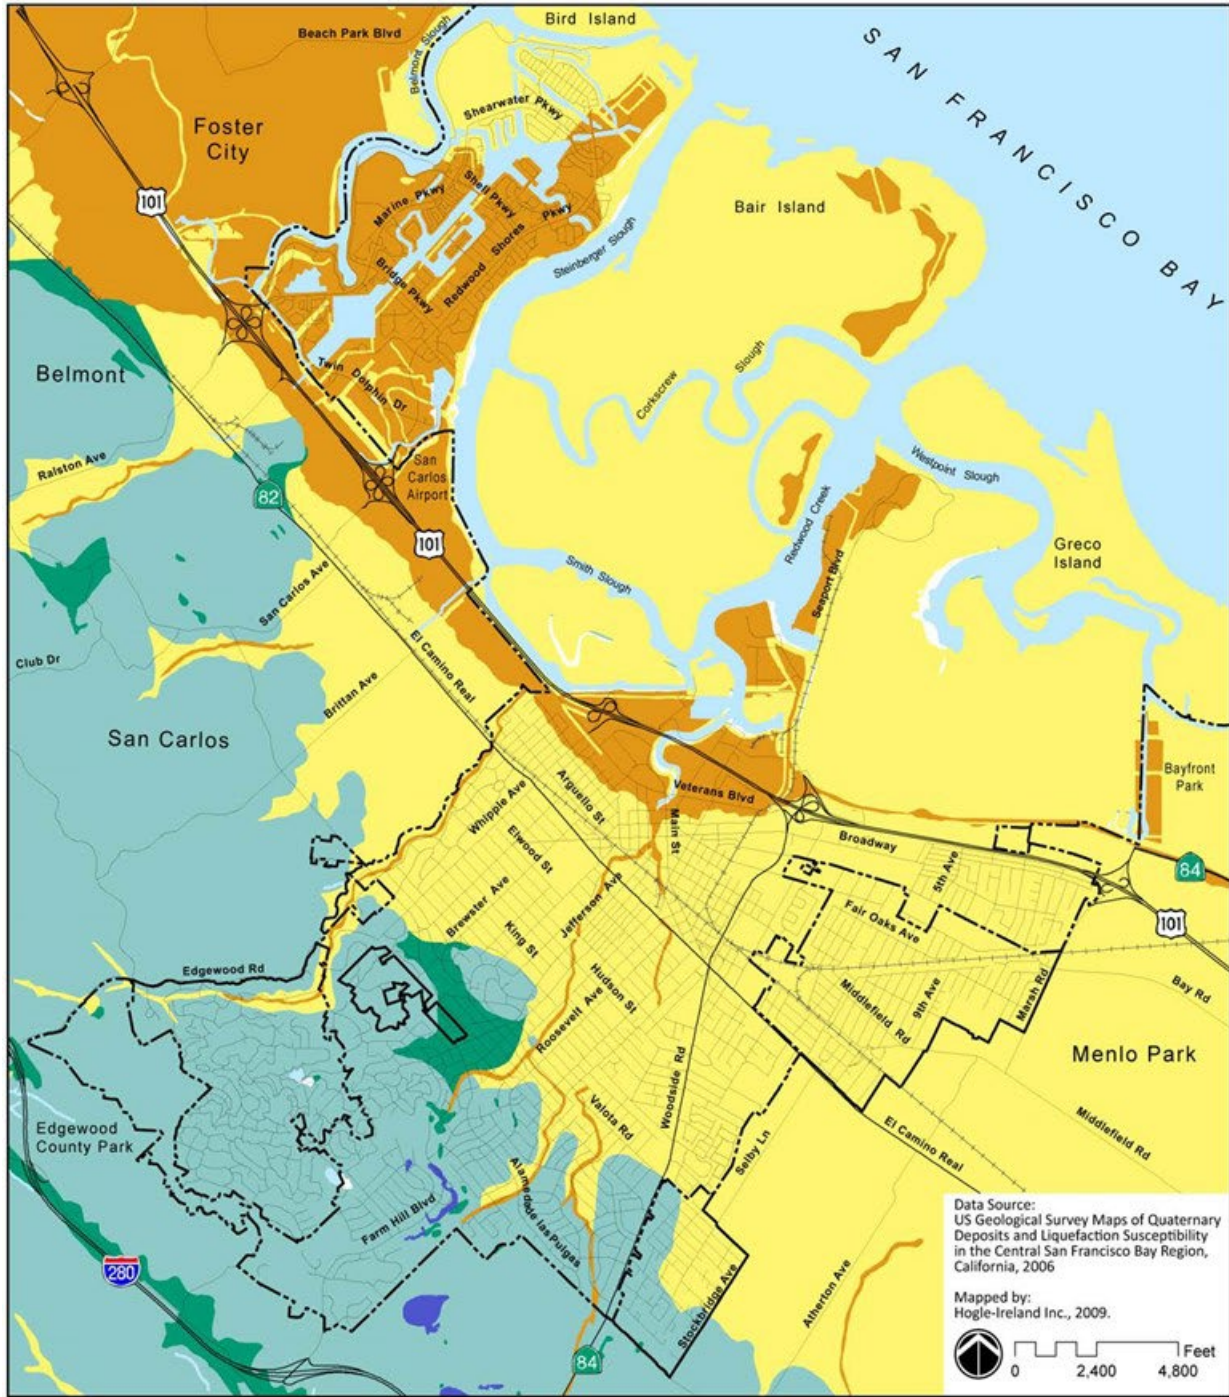 Bird Island
Beach Park Blvd
Belmont Slough
SAN FRANCISCO BAY
Shearwater Pkwy
Foster
City
101
Marine Pkwy
Shell Pkwy
Redwood Shores Pkwy
Bridge Pkwy
Bair Island
Steinberger Slough
Belmont
Twin Dolphin Dr
Corkscrew Slough
Ralston Ave
San
Carlos
Airport
82
101
Westpoint Slough
Redwood Creek
Greco
Island
Smith Slough
Seaport Blvd
San Carlos Ave
Club Dr
El Camino Real
Brittan Ave
San Carlos
Bayfront
Park
Arguello St
Whipple Ave
Veterans Blvd
Main St
Elwood St
Broadway
5th Ave
84
Brewster Ave
Jefferson Ave
Fair Oaks Ave
101
King St
Edgewood Rd
Hudson St
Middlefield Rd
9th Ave
Marsh Rd
Bay Rd
Roosevelt Ave
Menlo Park
Woodside Rd
Valota Rd
Selby Ln
El Camino Real
Middlefield Rd
Edgewood
County Park
Alameda de las Pulgas
Farm Hill Blvd
280
Stockbridge Ave
Atherton Ave
84
Data Source:
US Geological Survey Maps of Quaternary
Deposits and Liquefaction Susceptibility
in the Central San Francisco Bay Region,
California, 2006
Mapped by:
Hogle-Ireland Inc., 2009.
Feet
0 2,400 4,800